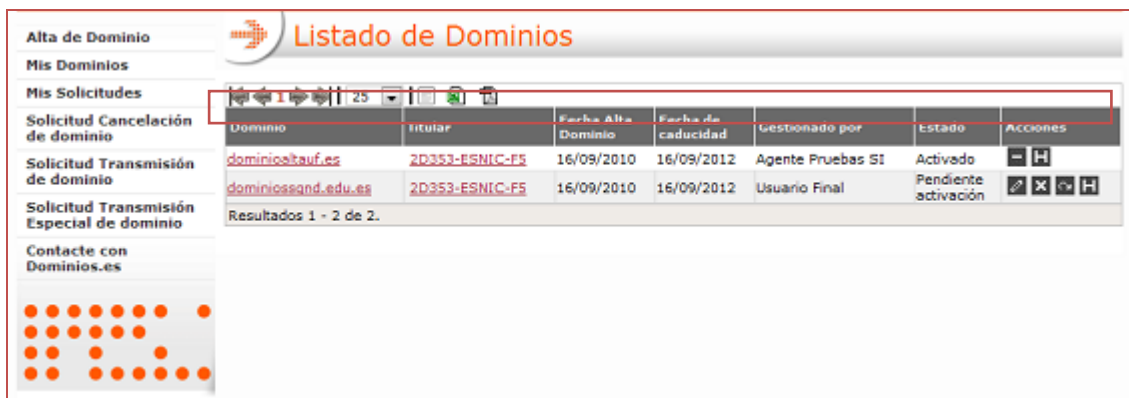 Listado de Dominios
Alta de Dominio
Mis Dominios
Mis Solicitudes
Solicitud Cancelación
de dominio
Solicitud Transmisión
de dominio
Solicitud Transmisión
Especial de dominio
Contacte con
Dominios.es
1 25
Dominio Titular Fecha Alta Dominio Fecha de caducidad Gestionado por Estado Acciones
dominioaltauf.es 2D353-ESNIC-F5 16/09/2010 16/09/2012 Agente Pruebas SI Activado
dominiossgnd.edu.es 2D353-ESNIC-F5 16/09/2010 16/09/2012 Usuario Final Pendiente activación
Resultados 1 - 2 de 2.